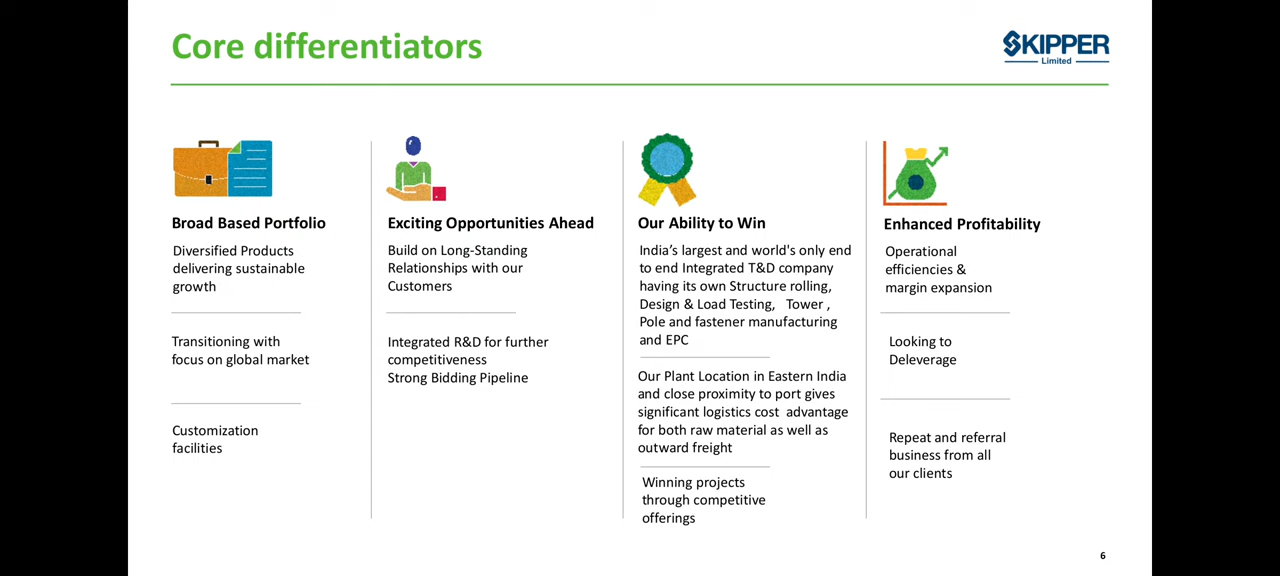 Core differentiators
SKIPPER
Limited
Broad Based Portfolio
Diversified Products
delivering sustainable
growth
Transitioning with
focus on global market
Customization
facilities
Exciting Opportunities Ahead
Build on Long-Standing
Relationships with our
Customers
Integrated R&D for further
competitiveness
Strong Bidding Pipeline
Our Ability to Win
India’s largest and world's only end
to end Integrated T&D company
having its own Structure rolling,
Design & Load Testing,   Tower ,
Pole and fastener manufacturing
and EPC
Our Plant Location in Eastern India
and close proximity to port gives
significant logistics cost  advantage
for both raw material as well as
outward freight
Winning projects
through competitive
offerings
Enhanced Profitability
Operational
efficiencies &
margin expansion
Looking to
Deleverage
Repeat and referral
business from all
our clients
6